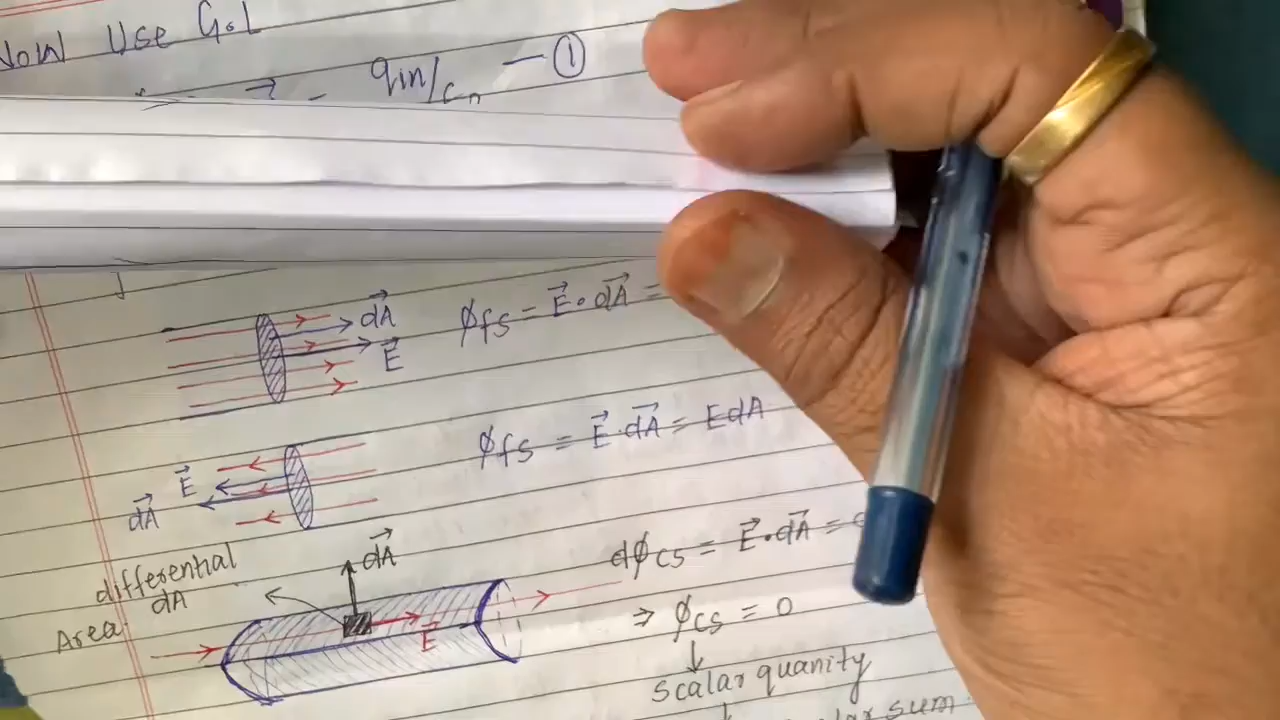 Now Use G.L
qin/ — ①
dA
E
ϕfs = E⃗ • dA⃗ =
E⃗
dA⃗
ϕfs = E⃗ . dA⃗ = EdA
differential
dA
Area
dA⃗
E⃗
dϕcs = E⃗ • dA⃗ =
⇒ ϕcs = 0
↓
scalar quanity
sum